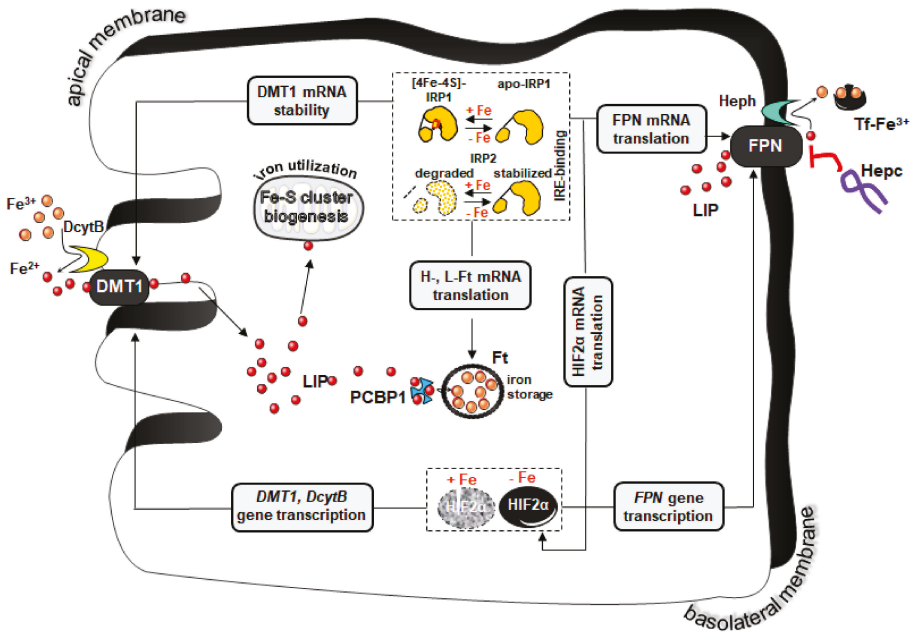 apical membrane
DMT1 mRNA
stability
[4Fe-4S]-
IRP1
apo-IRP1
+ Fe
- Fe
IRP2
degraded
stabilized
+ Fe
- Fe
IRE-binding
FPN mRNA
translation
Heph
Tf-Fe³⁺
FPN
Hepc
LIP
iron utilization
Fe-S cluster
biogenesis
Fe³⁺
DcytB
Fe²⁺
DMT1
H-, L-Ft mRNA
translation
HIF2α mRNA
translation
LIP
PCBP1
Ft
iron
storage
DMT1, DcytB
gene transcription
+ Fe
- Fe
HIF2α
HIF2α
FPN gene
transcription
basolateral membrane